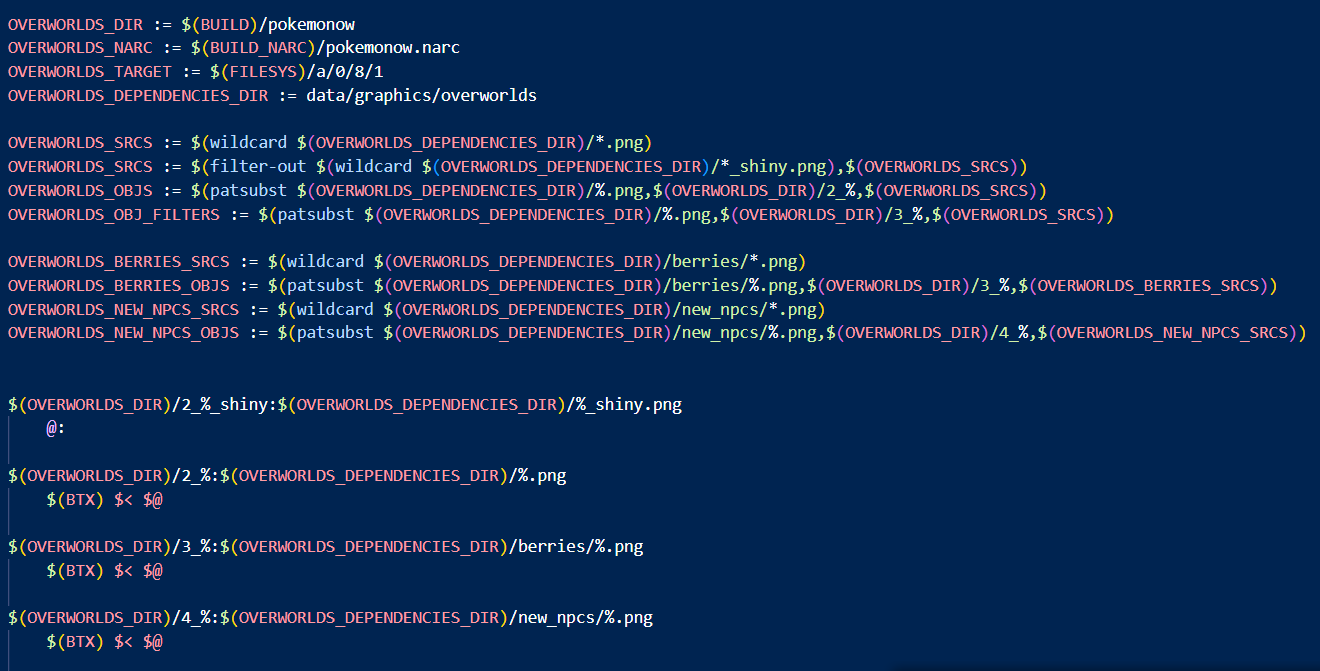 OVERWORLDS_DIR := $(BUILD)/pokemonow
OVERWORLDS_NARC := $(BUILD_NARC)/pokemonow.narc
OVERWORLDS_TARGET := $(FILESYS)/a/0/8/1
OVERWORLDS_DEPENDENCIES_DIR := data/graphics/overworlds
OVERWORLDS_SRCS := $(wildcard $(OVERWORLDS_DEPENDENCIES_DIR)/*.png)
OVERWORLDS_SRCS := $(filter-out $(wildcard $(OVERWORLDS_DEPENDENCIES_DIR)/*_shiny.png),$(OVERWORLDS_SRCS))
OVERWORLDS_OBJS := $(patsubst $(OVERWORLDS_DEPENDENCIES_DIR)/%.png,$(OVERWORLDS_DIR)/2_%,$(OVERWORLDS_SRCS))
OVERWORLDS_OBJ_FILTERS := $(patsubst $(OVERWORLDS_DEPENDENCIES_DIR)/%.png,$(OVERWORLDS_DIR)/3_%,$(OVERWORLDS_SRCS))
OVERWORLDS_BERRIES_SRCS := $(wildcard $(OVERWORLDS_DEPENDENCIES_DIR)/berries/*.png)
OVERWORLDS_BERRIES_OBJS := $(patsubst $(OVERWORLDS_DEPENDENCIES_DIR)/berries/%.png,$(OVERWORLDS_DIR)/3_%,$(OVERWORLDS_BERRIES_SRCS))
OVERWORLDS_NEW_NPCS_SRCS := $(wildcard $(OVERWORLDS_DEPENDENCIES_DIR)/new_npcs/*.png)
OVERWORLDS_NEW_NPCS_OBJS := $(patsubst $(OVERWORLDS_DEPENDENCIES_DIR)/new_npcs/%.png,$(OVERWORLDS_DIR)/4_%,$(OVERWORLDS_NEW_NPCS_SRCS))
$(OVERWORLDS_DIR)/2_%_shiny:$(OVERWORLDS_DEPENDENCIES_DIR)/%_shiny.png
@:
$(OVERWORLDS_DIR)/2_%:$(OVERWORLDS_DEPENDENCIES_DIR)/%.png
$(BTX) $< $@
$(OVERWORLDS_DIR)/3_%:$(OVERWORLDS_DEPENDENCIES_DIR)/berries/%.png
$(BTX) $< $@
$(OVERWORLDS_DIR)/4_%:$(OVERWORLDS_DEPENDENCIES_DIR)/new_npcs/%.png
$(BTX) $< $@